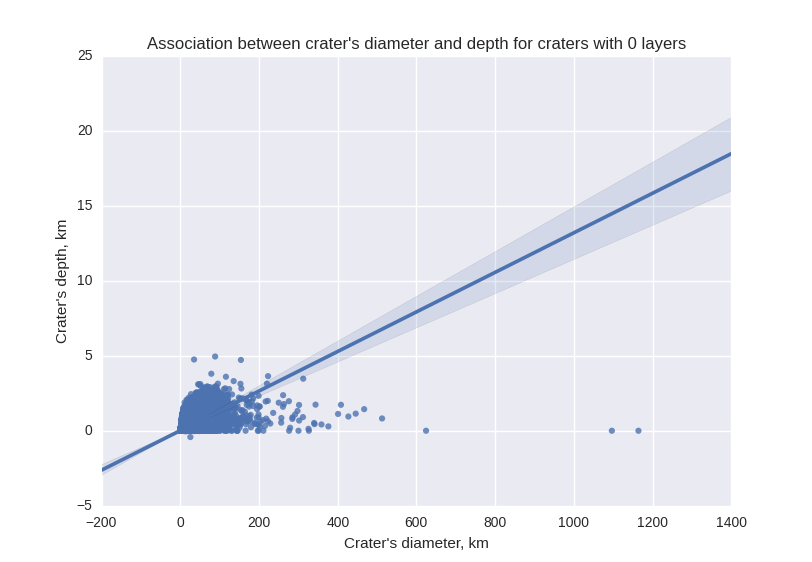 Association between crater's diameter and depth for craters with 0 layers
25
20
15
10
5
0
−5
Crater's depth, km
−200 0 200 400 600 800 1000 1200 1400
Crater's diameter, km